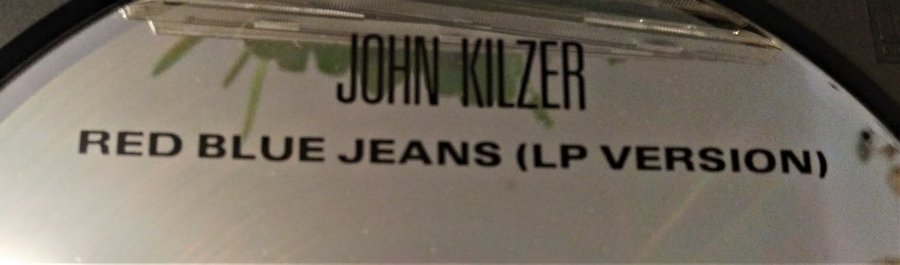 JOHN KILZER
RED BLUE JEANS (LP VERSION)